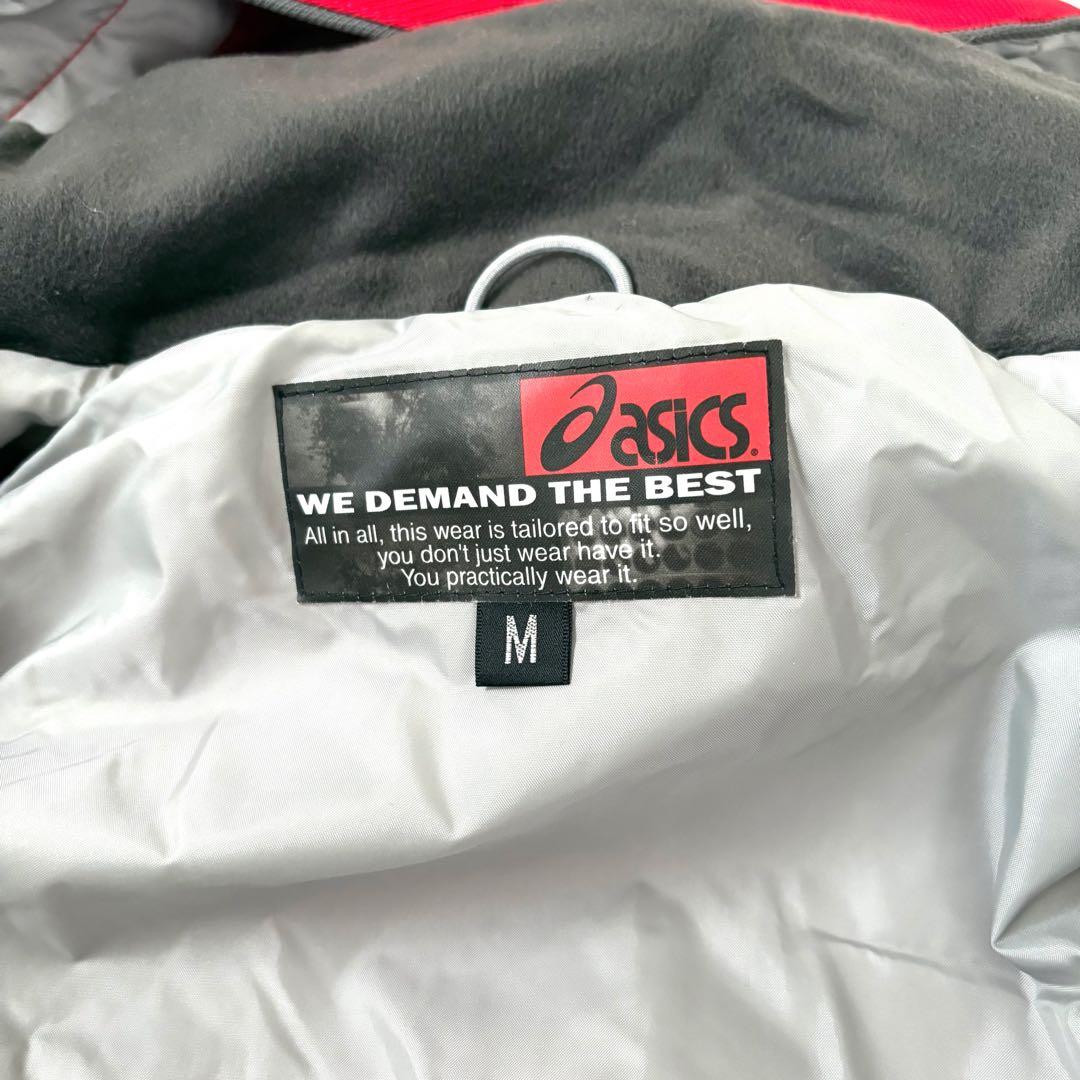 asics
WE DEMAND THE BEST
All in all, this wear is tailored to fit so well,
you don't just wear have it.
You practically wear it.
M